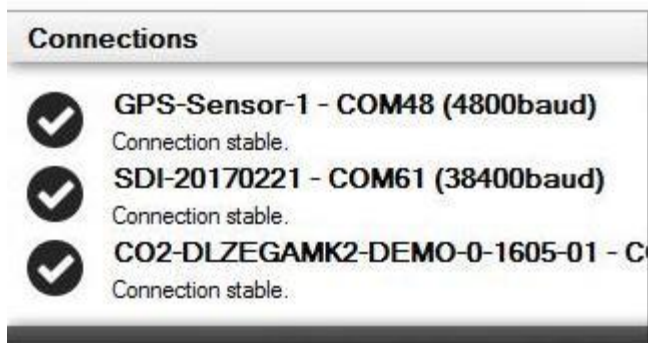 Connections
GPS-Sensor-1 - COM48 (4800baud)
Connection stable.
SDI-20170221 - COM61 (38400baud)
Connection stable.
CO2-DLZEGAMK2-DEMO-0-1605-01 -
Connection stable.